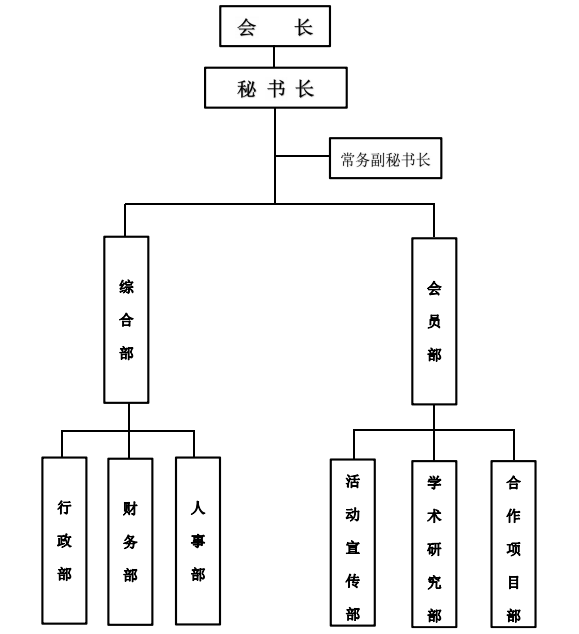 会 长
秘书长
常务副秘书长
综合部
会员部
行政部
财务部
人事部
活动宣传部
学术研究部
合作项目部